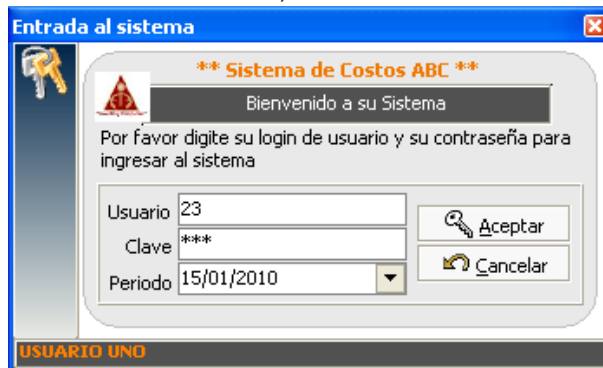 Entrada al sistema
** Sistema de Costos ABC **
Bienvenido a su Sistema
Por favor digite su login de usuario y su contraseña para
ingresar al sistema
Usuario 23
Aceptar
Clave ***
Cancelar
Periodo 15/01/2010
USUARIO UNO